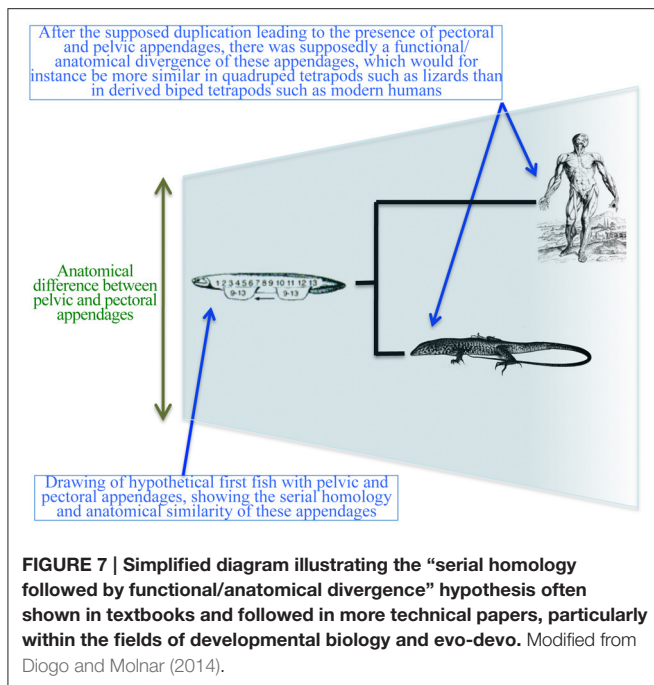 After the supposed duplication leading to the presence of pectoral
and pelvic appendages, there was supposedly a functional/
anatomical divergence of these appendages, which would for
instance be more similar in quadruped tetrapods such as lizards than
in derived biped tetrapods such as modern humans
Anatomical
difference between
pelvic and pectoral
appendages
1 2 3 4 5 6 7 8 9 10 11 12 13
9-13 9-13
Drawing of hypothetical first fish with pelvic and
pectoral appendages, showing the serial homology
and anatomical similarity of these appendages
FIGURE 7 | Simplified diagram illustrating the “serial homology
followed by functional/anatomical divergence” hypothesis often
shown in textbooks and followed in more technical papers, particularly
within the fields of developmental biology and evo-devo. Modified from
Diogo and Molnar (2014).